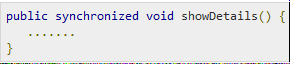 public synchronized void showDetails() {
   .......
}